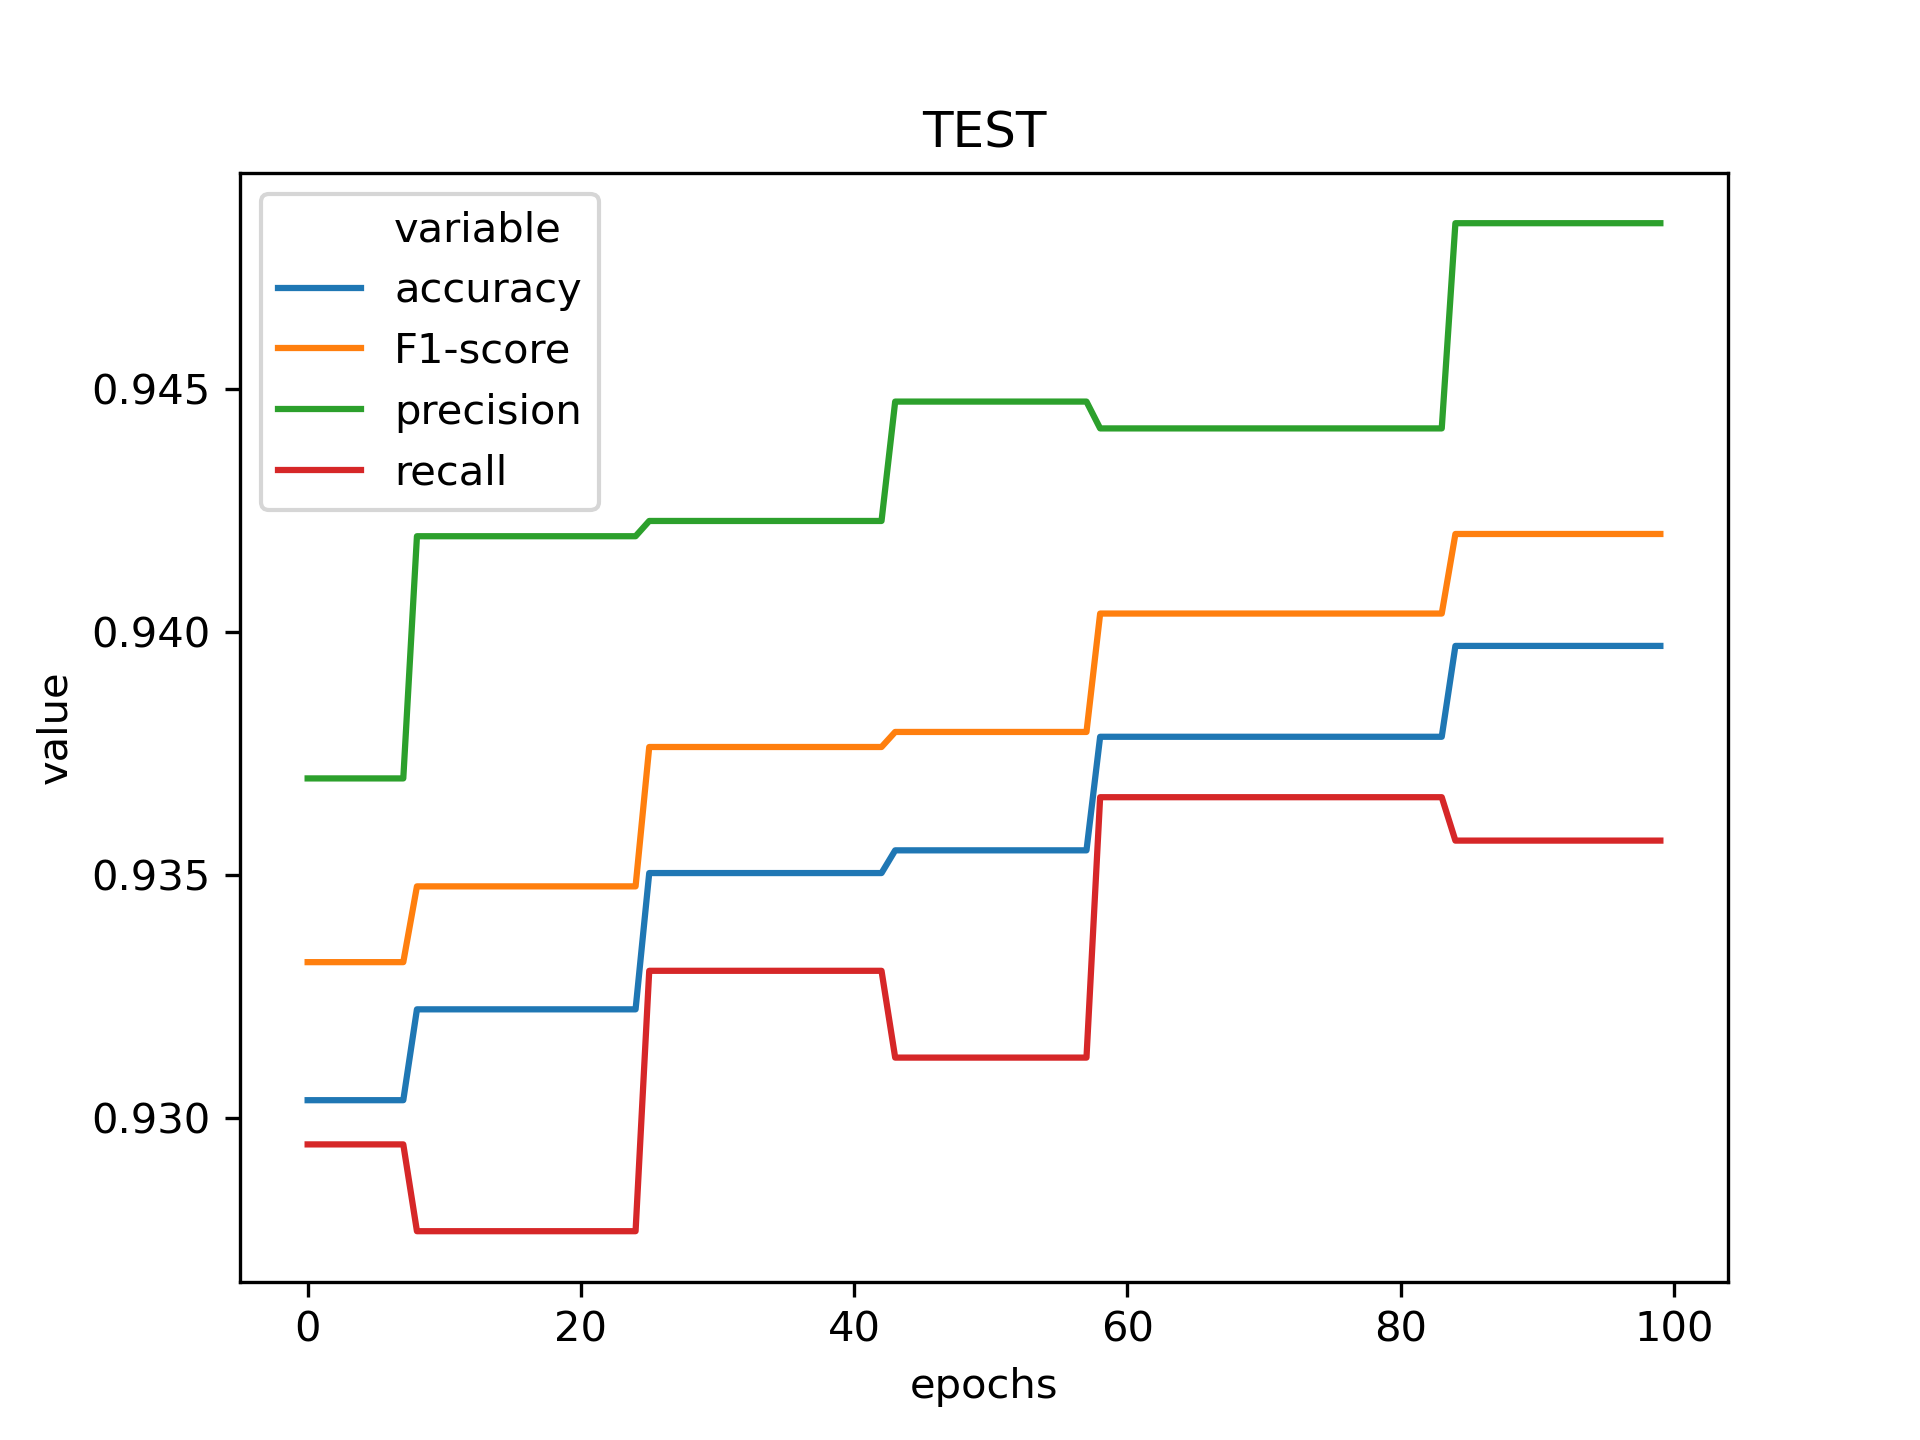 TEST
variable
accuracy
F1-score
precision
recall
0.945
0.940
0.935
0.930
value
0
20
40
60
80
100
epochs